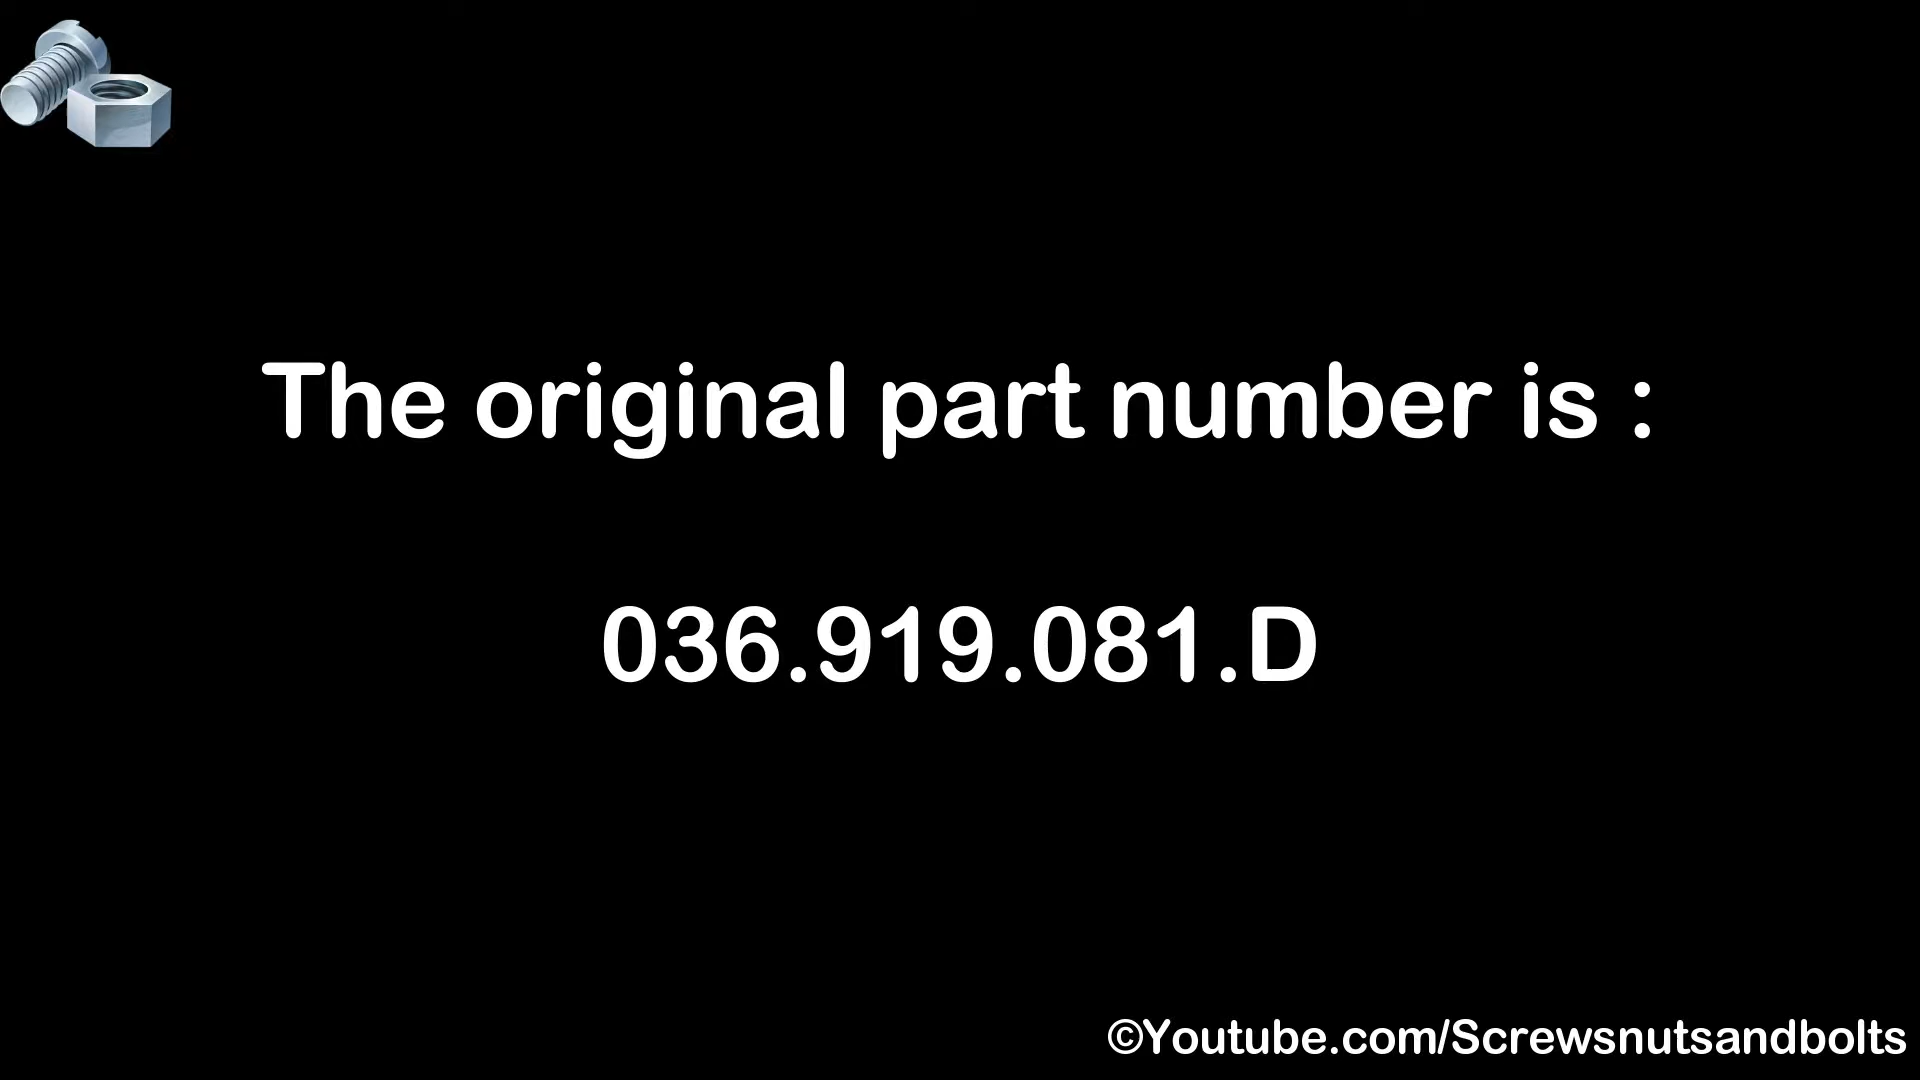 The original part number is :
036.919.081.D
©Youtube.com/Screwsnutsandbolts